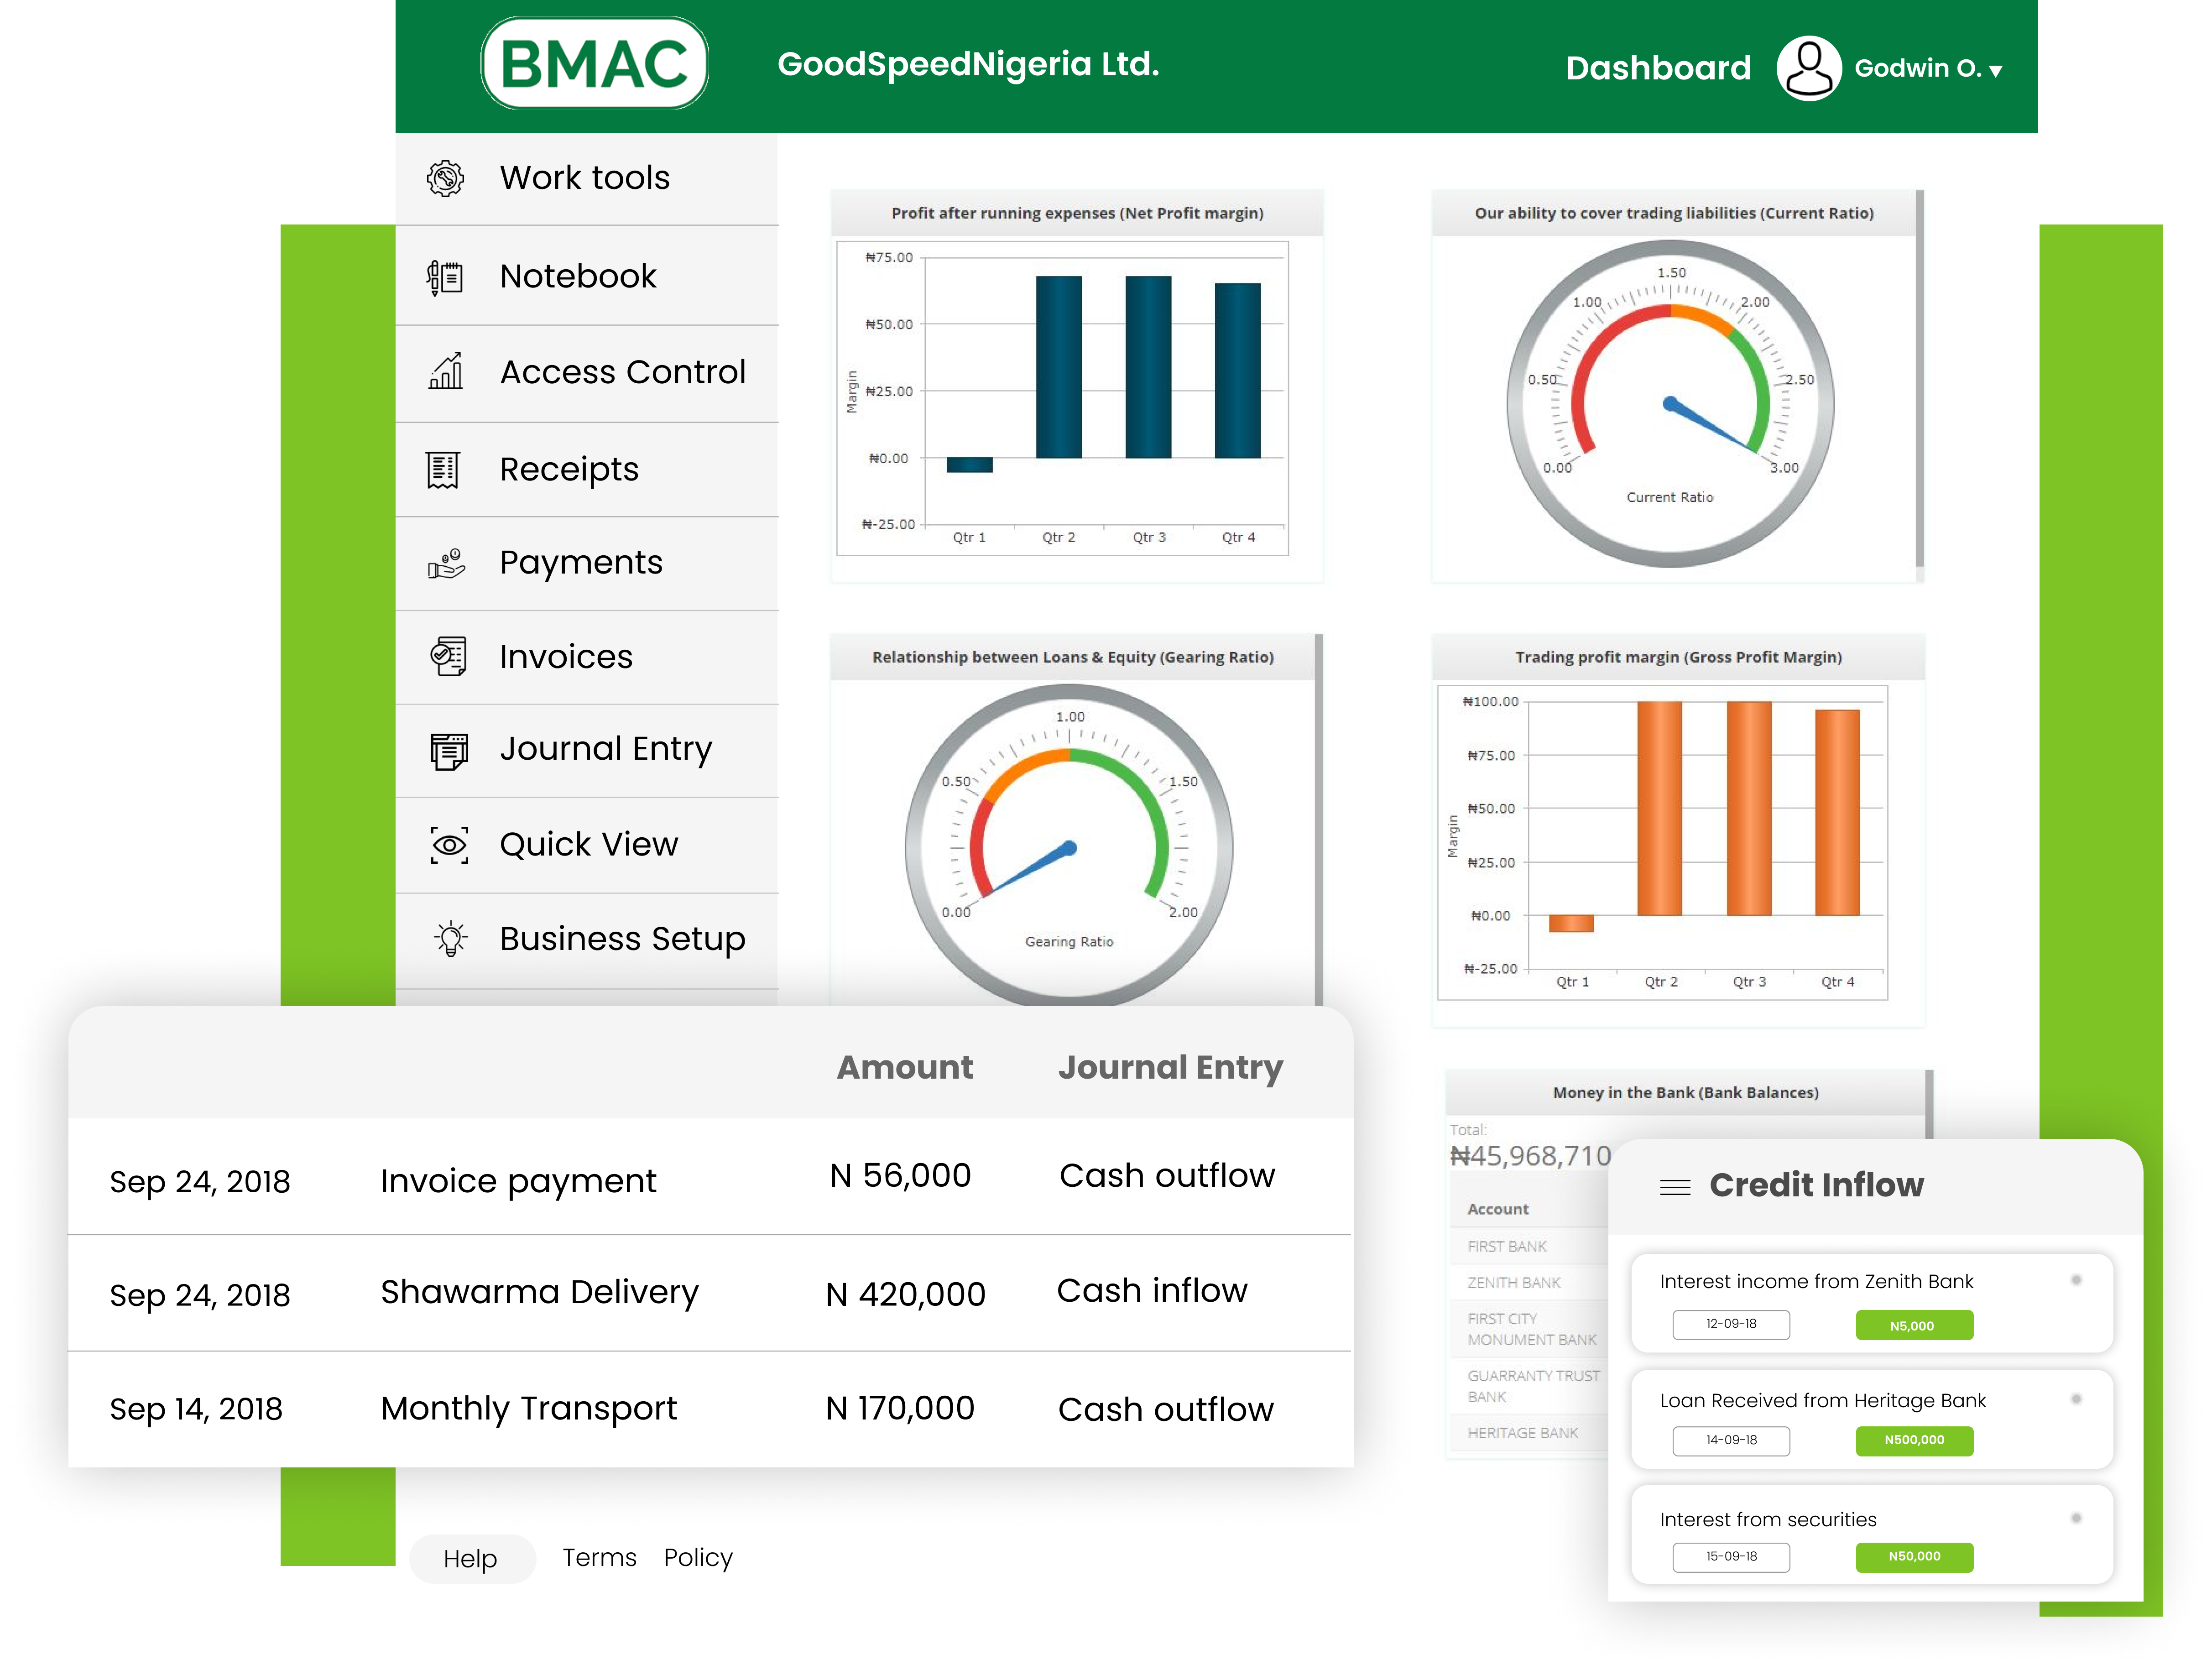 BMAC
GoodSpeedNigeria Ltd.
Dashboard
Godwin O. ▼
Work tools
Notebook
Access Control
Receipts
Payments
Invoices
Journal Entry
Quick View
Business Setup
Profit after running expenses (Net Profit margin)
₦75.00
₦50.00
₦25.00
₦0.00
₦-25.00
Margin
Qtr 1 Qtr 2 Qtr 3 Qtr 4
Our ability to cover trading liabilities (Current Ratio)
0.00
0.50
1.00
1.50
2.00
2.50
3.00
Current Ratio
Relationship between Loans & Equity (Gearing Ratio)
0.00
0.50
1.00
1.50
2.00
Gearing Ratio
Trading profit margin (Gross Profit Margin)
₦100.00
₦75.00
₦50.00
₦25.00
₦0.00
₦-25.00
Margin
Qtr 1 Qtr 2 Qtr 3 Qtr 4
Amount Journal Entry
Sep 24, 2018 Invoice payment N 56,000 Cash outflow
Sep 24, 2018 Shawarma Delivery N 420,000 Cash inflow
Sep 14, 2018 Monthly Transport N 170,000 Cash outflow
Money in the Bank (Bank Balances)
Total:
₦45,968,710
Account
FIRST BANK
ZENITH BANK
FIRST CITY
MONUMENT BANK
GUARRANTY TRUST
BANK
HERITAGE BANK
Credit Inflow
Interest income from Zenith Bank
12-09-18 N5,000
Loan Received from Heritage Bank
14-09-18 N500,000
Interest from securities
15-09-18 N50,000
Help Terms Policy